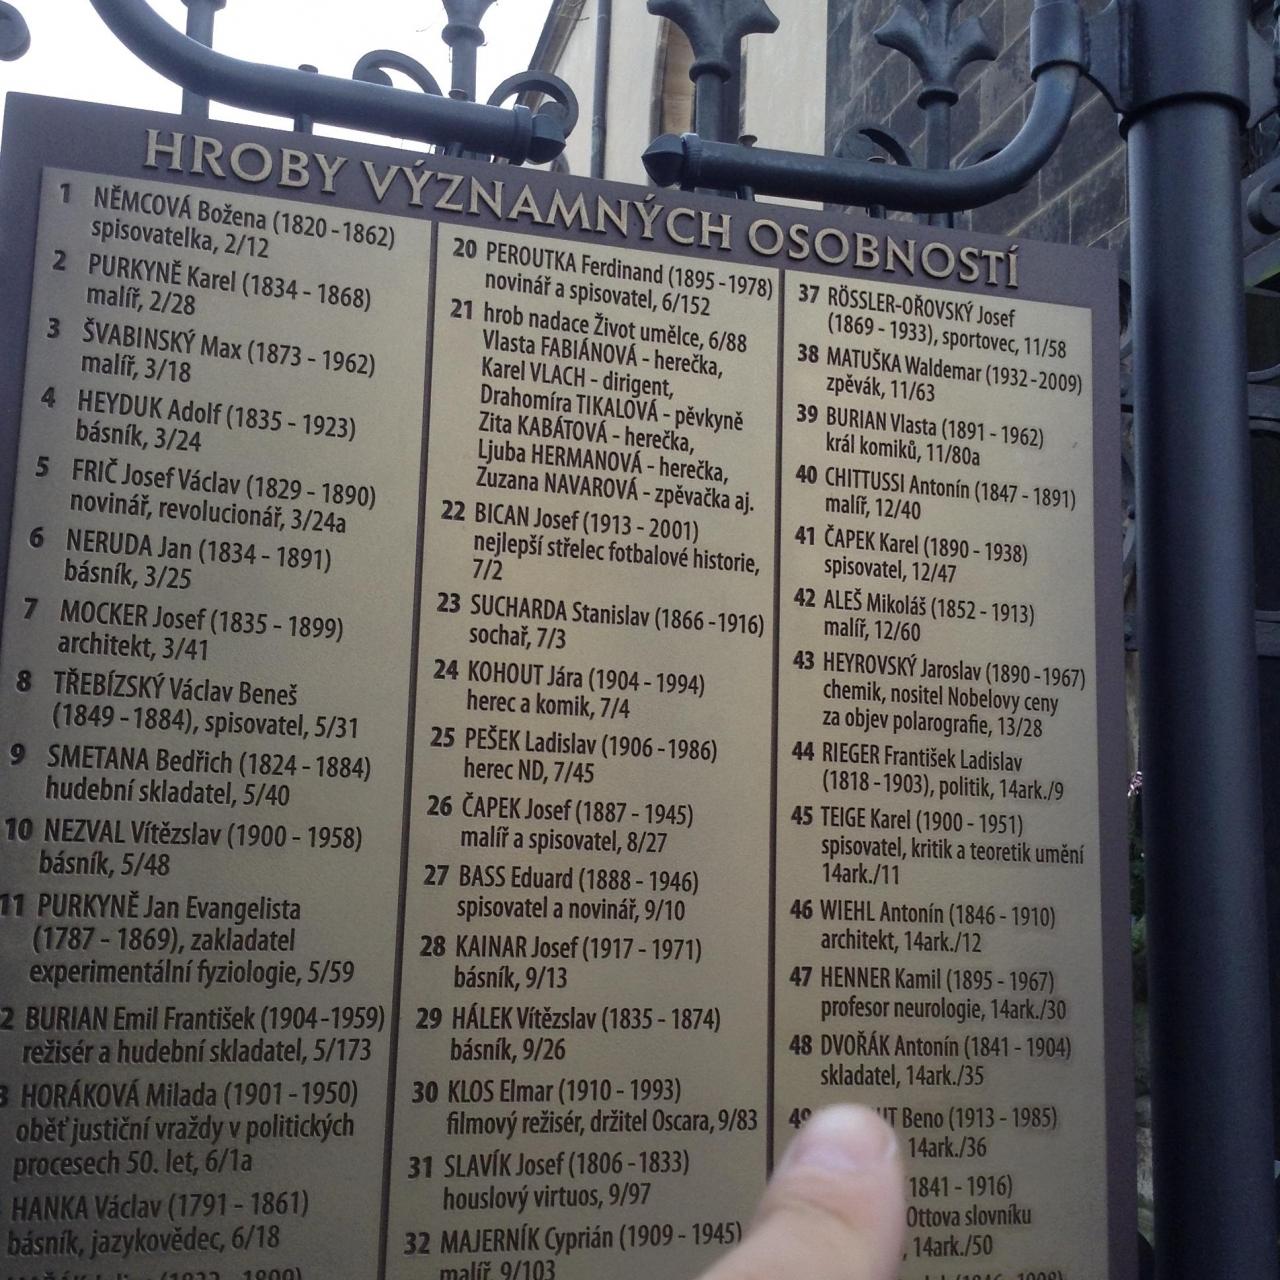 HROBY VÝZNAMNÝCH OSOBNOSTÍ
1 NĚMCOVÁ Božena (1820 - 1862)
spisovatelka, 2/12
2 PURKYNĚ Karel (1834 - 1868)
malíř, 2/28
3 ŠVABINSKÝ Max (1873 - 1962)
malíř, 3/18
4 HEYDUK Adolf (1835 - 1923)
básník, 3/24
5 FRIČ Josef Václav (1829 - 1890)
novinář, revolucionář, 3/24a
6 NERUDA Jan (1834 - 1891)
básník, 3/25
7 MOCKER Josef (1835 - 1899)
architekt, 3/41
8 TŘEBÍZSKÝ Václav Beneš
(1849 - 1884), spisovatel, 5/31
9 SMETANA Bedřich (1824 - 1884)
hudební skladatel, 5/40
10 NEZVAL Vítězslav (1900 - 1958)
básník, 5/48
11 PURKYNĚ Jan Evangelista
(1787 - 1869), zakladatel
experimentální fyziologie, 5/59
2 BURIAN Emil František (1904 - 1959)
režisér a hudební skladatel, 5/173
3 HORÁKOVÁ Milada (1901 - 1950)
oběť justiční vraždy v politických
procesech 50. let, 6/1a
HANKA Václav (1791 - 1861)
básník, jazykovědec, 6/18
20 PEROUTKA Ferdinand (1895 - 1978)
novinář a spisovatel, 6/152
21 hrob nadace Život umělce, 6/88
Vlasta FABIÁNOVÁ - herečka,
Karel VLACH - dirigent,
Drahomíra TIKALOVÁ - pěvkyně
Zita KABÁTOVÁ - herečka,
Ljuba HERMANOVÁ - herečka,
Zuzana NAVAROVÁ - zpěvačka aj.
22 BICAN Josef (1913 - 2001)
nejlepší střelec fotbalové historie,
7/2
23 SUCHARDA Stanislav (1866 - 1916)
sochař, 7/3
24 KOHOUT Jára (1904 - 1994)
herec a komik, 7/4
25 PEŠEK Ladislav (1906 - 1986)
herec ND, 7/45
26 ČAPEK Josef (1887 - 1945)
malíř a spisovatel, 8/27
27 BASS Eduard (1888 - 1946)
spisovatel a novinář, 9/10
28 KAINAR Josef (1917 - 1971)
básník, 9/13
29 HÁLEK Vítězslav (1835 - 1874)
básník, 9/26
30 KLOS Elmar (1910 - 1993)
filmový režisér, držitel Oscara, 9/83
31 SLAVÍK Josef (1806 - 1833)
houslový virtuos, 9/97
32 MAJERNÍK Cyprián (1909 - 1945)
malíř, 9/103
37 RÖSSLER-OŘOVSKÝ Josef
(1869 - 1933), sportovec, 11/58
38 MATUŠKA Waldemar (1932 - 2009)
zpěvák, 11/63
39 BURIAN Vlasta (1891 - 1962)
král komiků, 11/80a
40 CHITTUSSI Antonín (1847 - 1891)
malíř, 12/40
41 ČAPEK Karel (1890 - 1938)
spisovatel, 12/47
42 ALEŠ Mikoláš (1852 - 1913)
malíř, 12/60
43 HEYROVSKÝ Jaroslav (1890 - 1967)
chemik, nositel Nobelovy ceny
za objev polarografie, 13/28
44 RIEGER František Ladislav
(1818 - 1903), politik, 14ark./9
45 TEIGE Karel (1900 - 1951)
spisovatel, kritik a teoretik umění
14ark./11
46 WIEHL Antonín (1846 - 1910)
architekt, 14ark./12
47 HENNER Kamil (1895 - 1967)
profesor neurologie, 14ark./30
48 DVOŘÁK Antonín (1841 - 1904)
skladatel, 14ark./35
49 Beno (1913 - 1985)
14ark./36
1841 - 1916)
Ottova slovníku
, 14ark./50